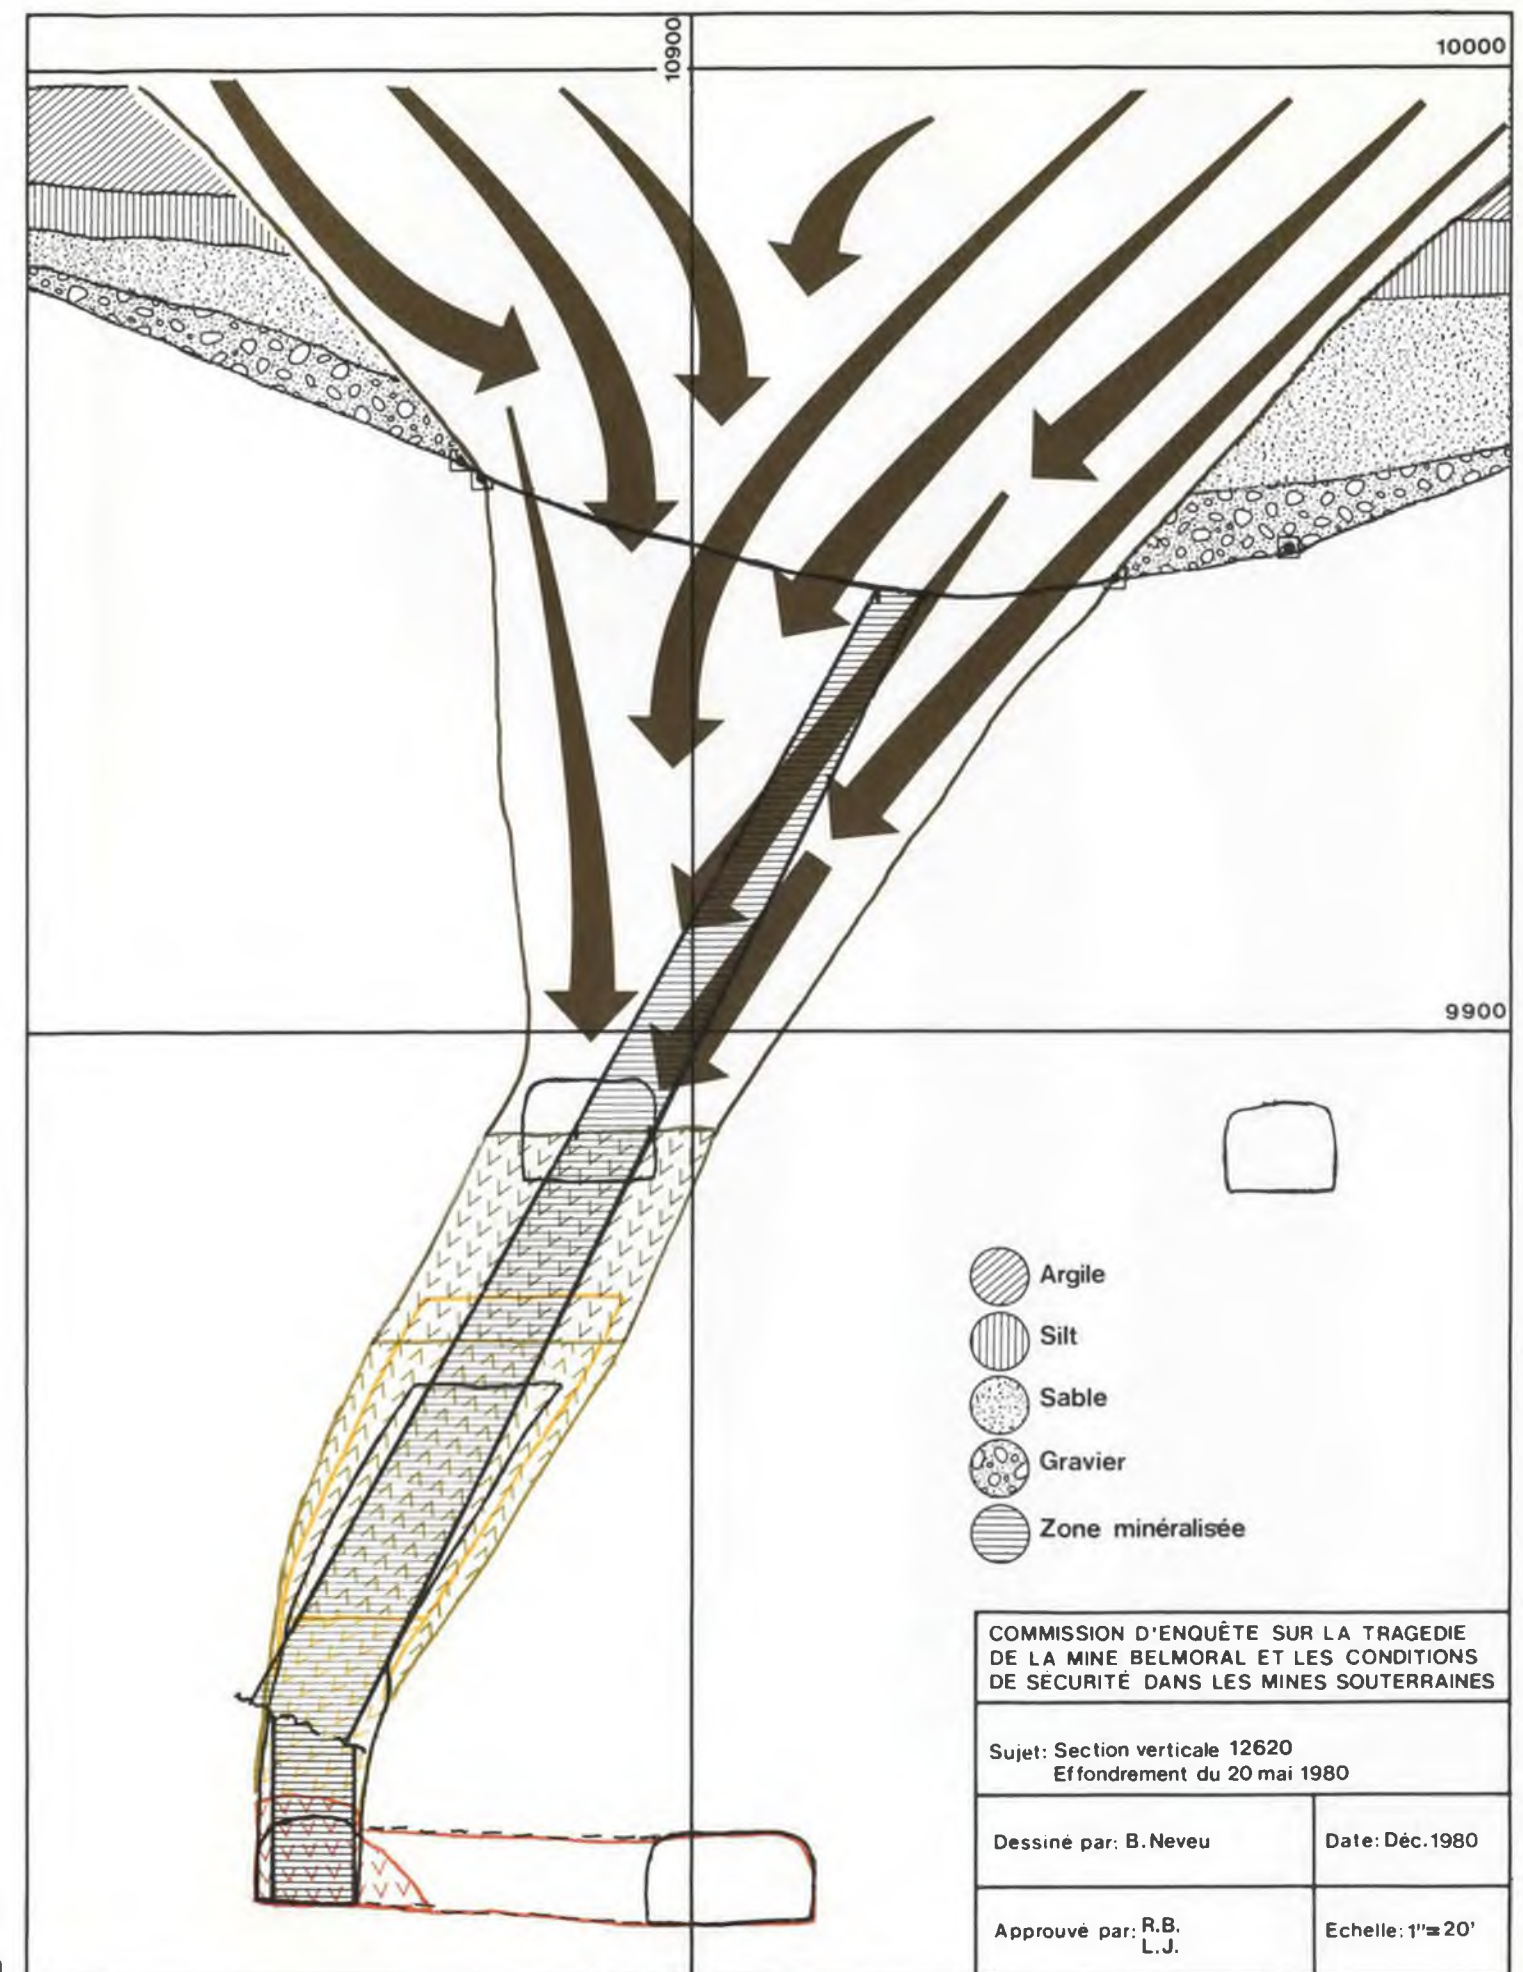 10900
10000
9900
Argile
Silt
Sable
Gravier
Zone minéralisée
COMMISSION D'ENQUÊTE SUR LA TRAGEDIE
DE LA MINE BELMORAL ET LES CONDITIONS
DE SÉCURITÉ DANS LES MINES SOUTERRAINES
Sujet: Section verticale 12620
Effondrement du 20 mai 1980
Dessiné par: B. Neveu
Date: Déc. 1980
Approuvé par: R.B.
L.J.
Echelle: 1"=20'